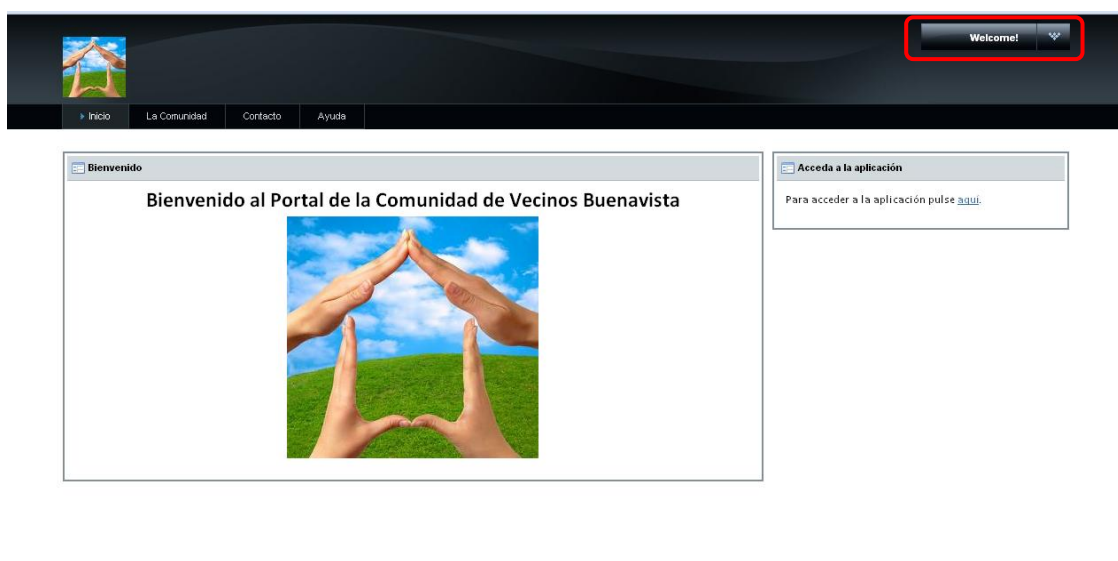 Welcome!
Inicio
La Comunidad
Contacto
Ayuda
Bienvenido
Bienvenido al Portal de la Comunidad de Vecinos Buenavista
Acceda a la aplicación
Para acceder a la aplicación pulse aquí.